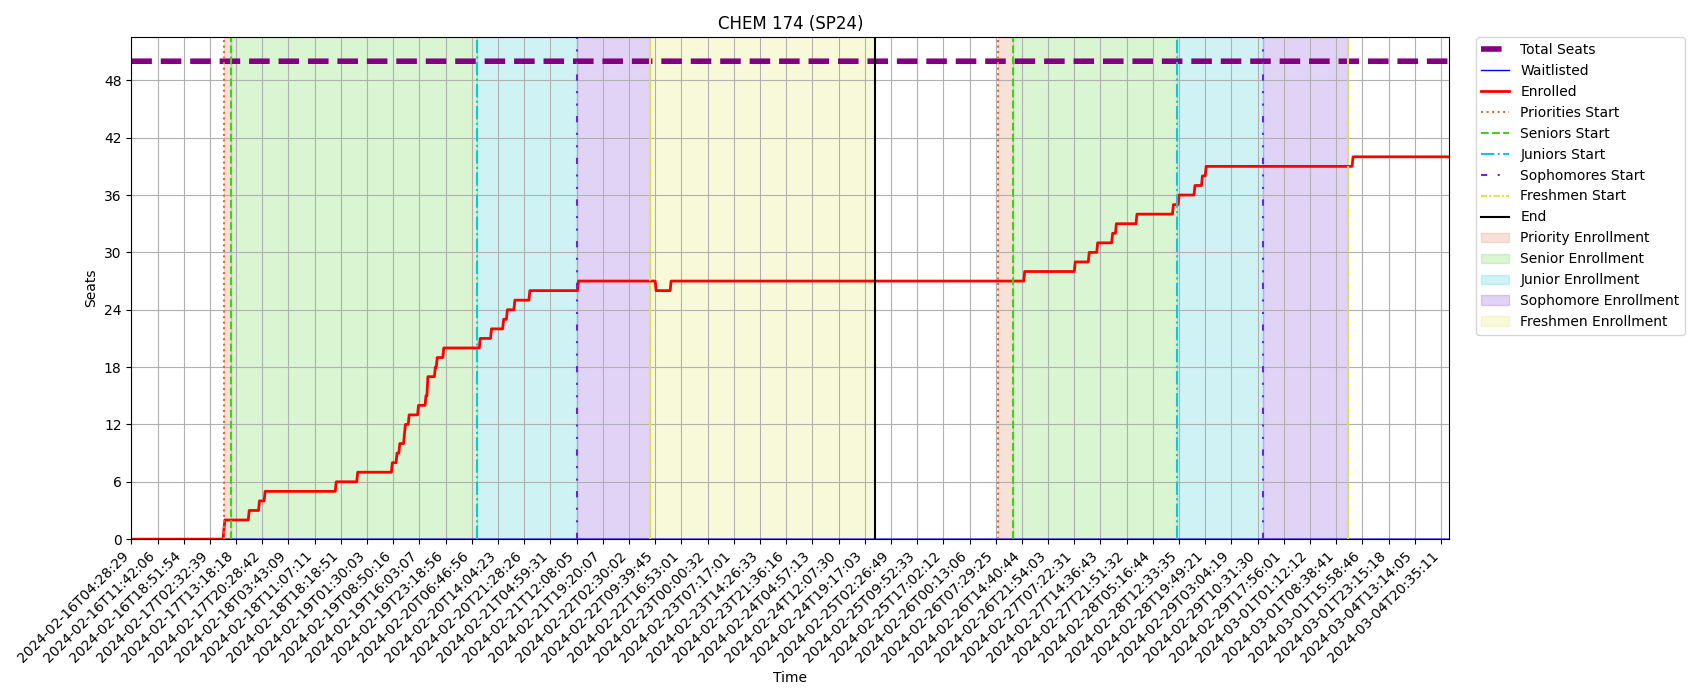 CHEM 174 (SP24)
Seats
48
42
36
30
24
18
12
6
0
2024-02-16T04:28:29
2024-02-16T11:42:06
2024-02-16T18:51:54
2024-02-17T02:32:39
2024-02-17T13:18:18
2024-02-17T20:28:42
2024-02-18T03:43:09
2024-02-18T11:07:11
2024-02-18T18:18:51
2024-02-19T01:30:03
2024-02-19T08:50:16
2024-02-19T16:03:07
2024-02-19T23:18:56
2024-02-20T06:46:56
2024-02-20T14:04:23
2024-02-20T21:28:26
2024-02-21T04:59:31
2024-02-21T12:08:05
2024-02-21T19:20:07
2024-02-22T02:30:02
2024-02-22T09:39:45
2024-02-22T16:53:01
2024-02-23T00:00:32
2024-02-23T07:17:01
2024-02-23T14:26:33
2024-02-23T21:36:16
2024-02-24T04:57:13
2024-02-24T12:07:30
2024-02-24T19:17:03
2024-02-25T02:26:49
2024-02-25T09:52:33
2024-02-25T17:02:12
2024-02-26T00:13:06
2024-02-26T07:29:25
2024-02-26T14:40:44
2024-02-26T21:54:03
2024-02-27T07:22:31
2024-02-27T14:36:43
2024-02-27T21:51:32
2024-02-28T05:16:44
2024-02-28T12:33:35
2024-02-28T19:49:21
2024-02-29T03:04:19
2024-02-29T10:31:30
2024-02-29T17:56:01
2024-03-01T01:12:12
2024-03-01T08:38:41
2024-03-01T15:58:46
2024-03-01T23:15:18
2024-03-04T13:14:05
2024-03-04T20:35:11
Time
Total Seats
Waitlisted
Enrolled
Priorities Start
Seniors Start
Juniors Start
Sophomores Start
Freshmen Start
End
Priority Enrollment
Senior Enrollment
Junior Enrollment
Sophomore Enrollment
Freshmen Enrollment